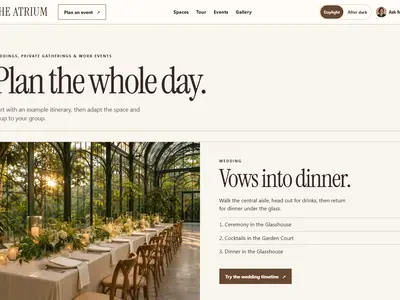 HE ATRIUM
Plan an event ↗
Spaces Tour Events Gallery
Daylight After dark
Ask
DDINGS, PRIVATE GATHERINGS & WORK EVENTS
Plan the whole day.
rt with an example itinerary, then adapt the space and
up to your group.
WEDDING
Vows into dinner.
Walk the central aisle, head out for drinks, then return
for dinner under the glass.
1. Ceremony in the Glasshouse
2. Cocktails in the Garden Court
3. Dinner in the Glasshouse
Try the wedding timeline ↗